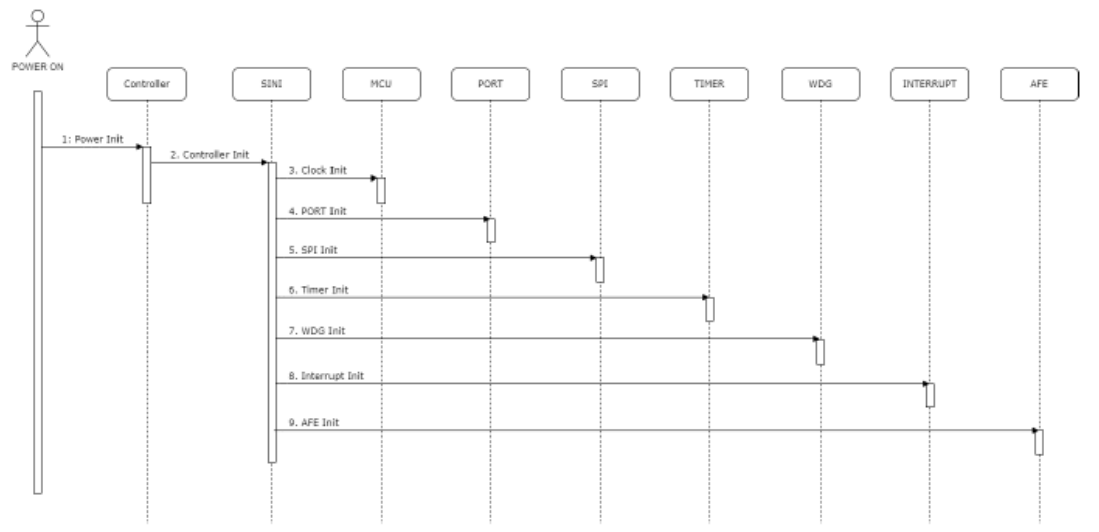 POWER ON
Controller
SINI
MCU
PORT
SPI
TIMER
WDG
INTERRUPT
AFE
1: Power Init
2. Controller Init
3. Clock Init
4. PORT Init
5. SPI Init
6. Timer Init
7. WDG Init
8. Interrupt Init
9. AFE Init